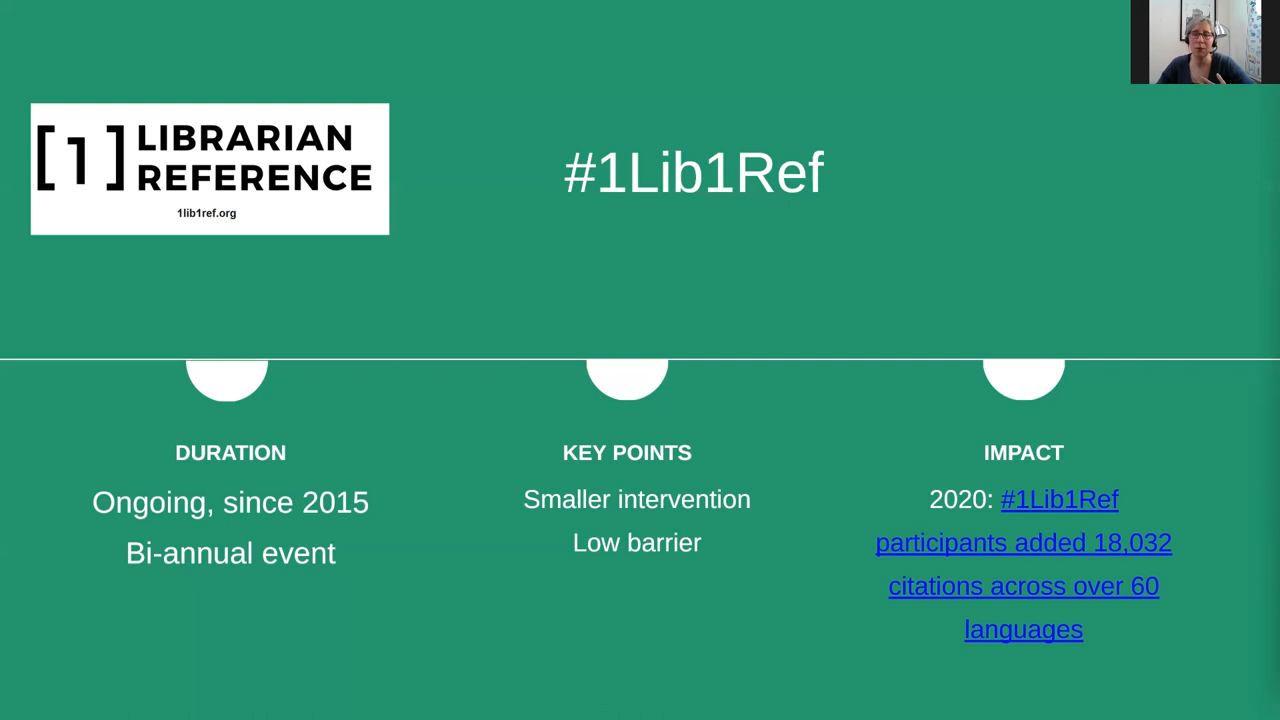 [1] LIBRARIAN
REFERENCE
1lib1ref.org
#1Lib1Ref
DURATION
Ongoing, since 2015
Bi-annual event
KEY POINTS
Smaller intervention
Low barrier
IMPACT
2020: #1Lib1Ref
participants added 18,032
citations across over 60
languages